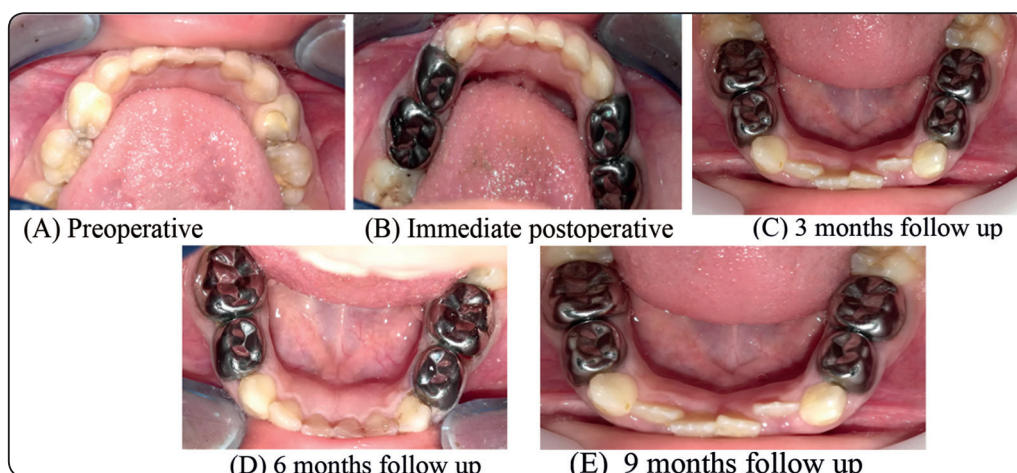 (A) Preoperative
(B) Immediate postoperative
(C) 3 months follow up
(D) 6 months follow up
(E) 9 months follow up